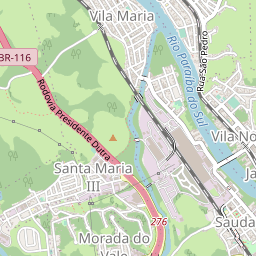 Vila Maria
BR-116
Rodovia Presidente Dutra
Rio Paraíba do Sul
Rua São Pedro
Vila No
Santa Maria
III
Ja
276
Sauda
Morada do
Vale